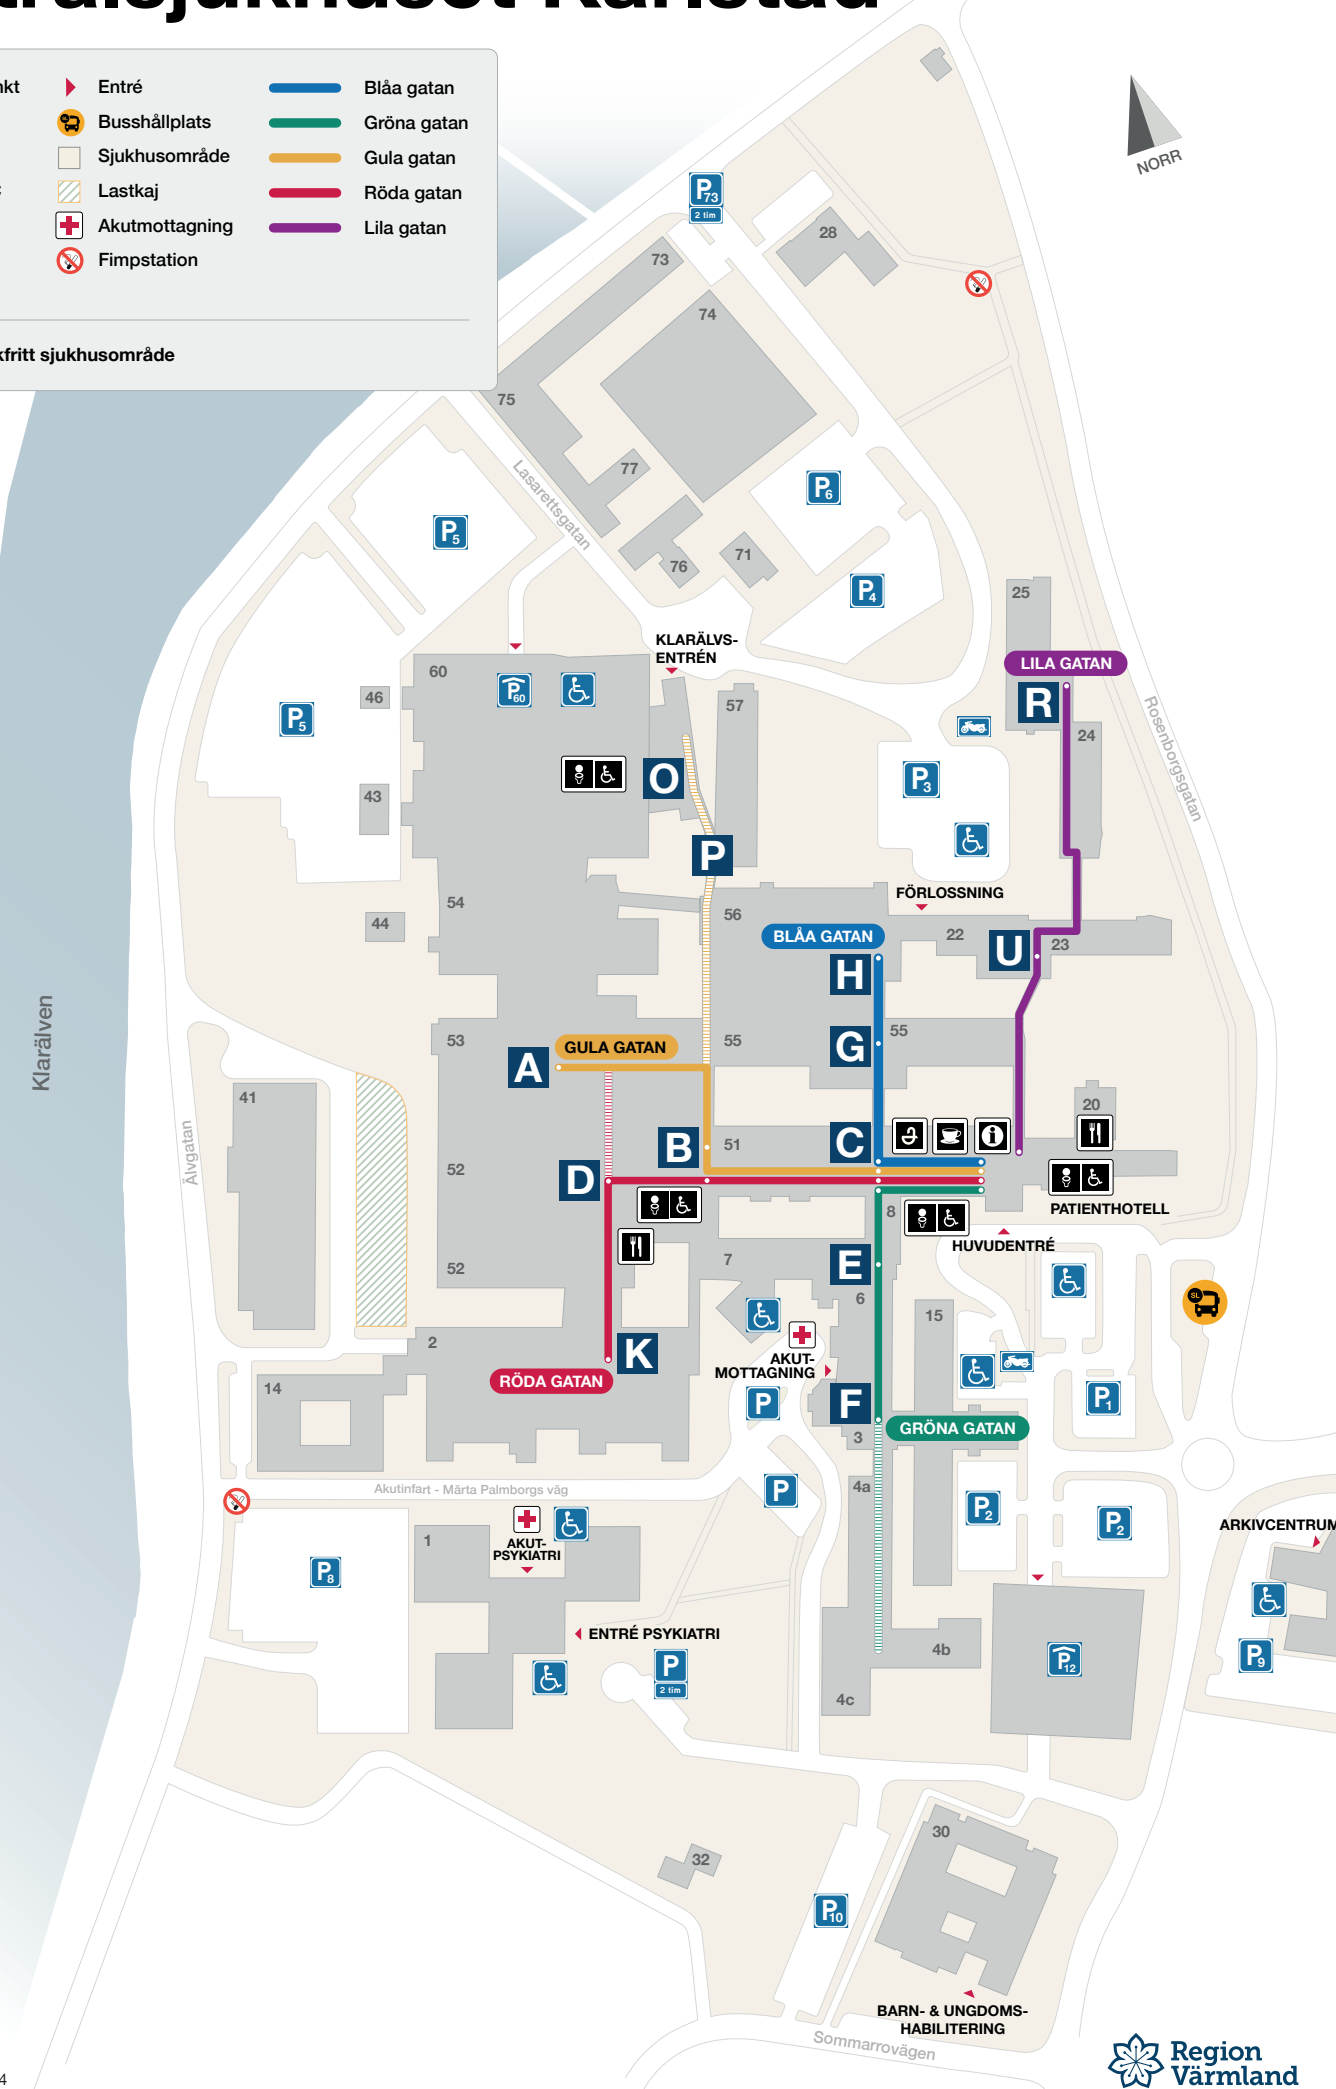 tralsjukhuset Karlstad
nkt
Entré
Busshållplats
Sjukhusområde
Lastkaj
Akutmottagning
Fimpstation
Blåa gatan
Gröna gatan
Gula gatan
Röda gatan
Lila gatan
kfritt sjukhusområde
NORR
P73
2 tim
28
73
74
75
77
76
71
Lasarettsgatan
P5
P6
P4
25
KLARÄLVS-
ENTRÉN
LILA GATAN
R
60
P60
46
P5
57
24
Rosenborgsgatan
O
P3
43
P
FÖRLOSSNING
54
56
44
BLÅA GATAN
22
U
23
H
Klarälven
53
GULA GATAN
55
G
55
A
41
20
Älvgatan
B
51
C
52
D
PATIENTHOTELL
8
HUVUDENTRÉ
7
E
52
SL
6
15
2
K
AKUT-
MOTTAGNING
RÖDA GATAN
14
P
F
P1
GRÖNA GATAN
3
Akutinfart - Märta Palmborgs väg
P
4a
P2
P2
ARKIVCENTRUM
1
AKUT-
PSYKIATRI
P8
ENTRÉ PSYKIATRI
P
2 tim
4b
P12
P9
4c
30
32
P10
BARN- & UNGDOMS-
HABILITERING
Sommarrovägen
Region
Värmland
4